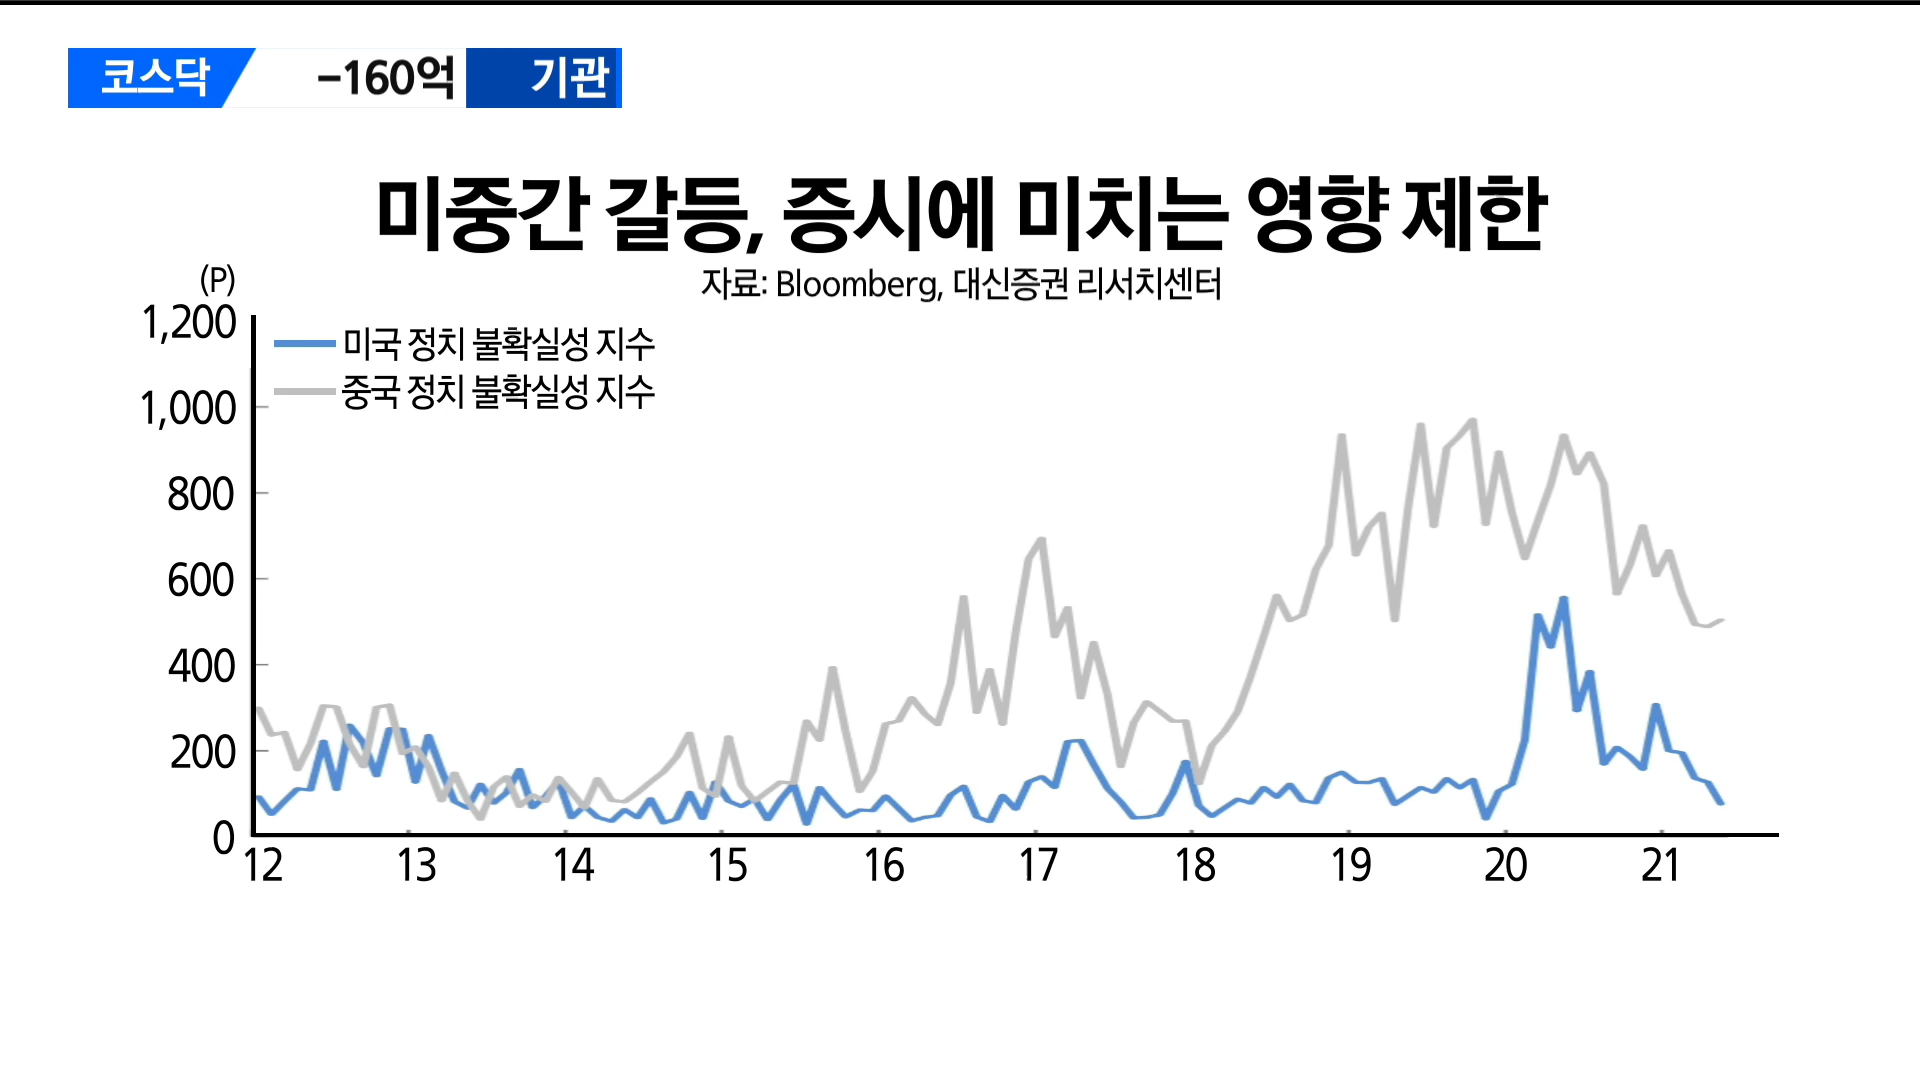 코스닥 -160억 기관
미중간 갈등, 증시에 미치는 영향 제한
자료: Bloomberg, 대신증권 리서치센터
(P)
1,200
1,000
800
600
400
200
0
미국 정치 불확실성 지수
중국 정치 불확실성 지수
12 13 14 15 16 17 18 19 20 21